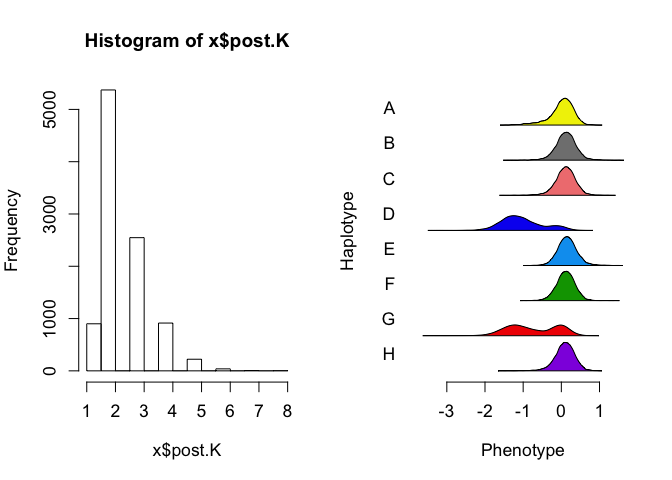 Histogram of x$post.K
Frequency
0
1000
3000
5000
1 2 3 4 5 6 7 8
x$post.K
Haplotype
A
B
C
D
E
F
G
H
-3 -2 -1 0 1
Phenotype